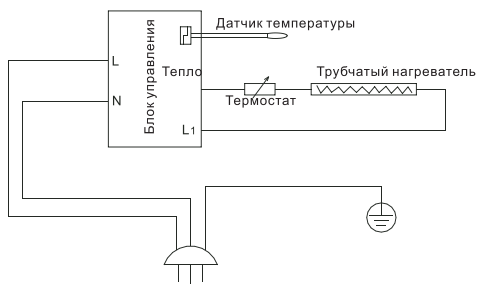 Датчик температуры
L
Блок управления
Тепло
Трубчатый нагреватель
N
Термостат
L1